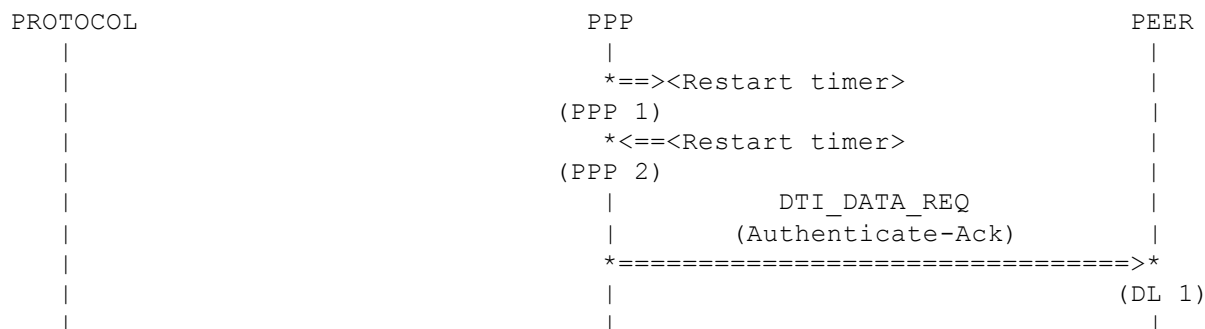 PROTOCOL                            PPP                                PEER
   |                                 |                                 |
   |                                 *==><Restart timer>               |
   |                              (PPP 1)                              |
   |                                 *<==<Restart timer>               |
   |                              (PPP 2)                              |
   |                                 |          DTI_DATA_REQ           |
   |                                 |       (Authenticate-Ack)        |
   |                                 *================================>*
   |                                 |                               (DL 1)
   |                                 |                                 |